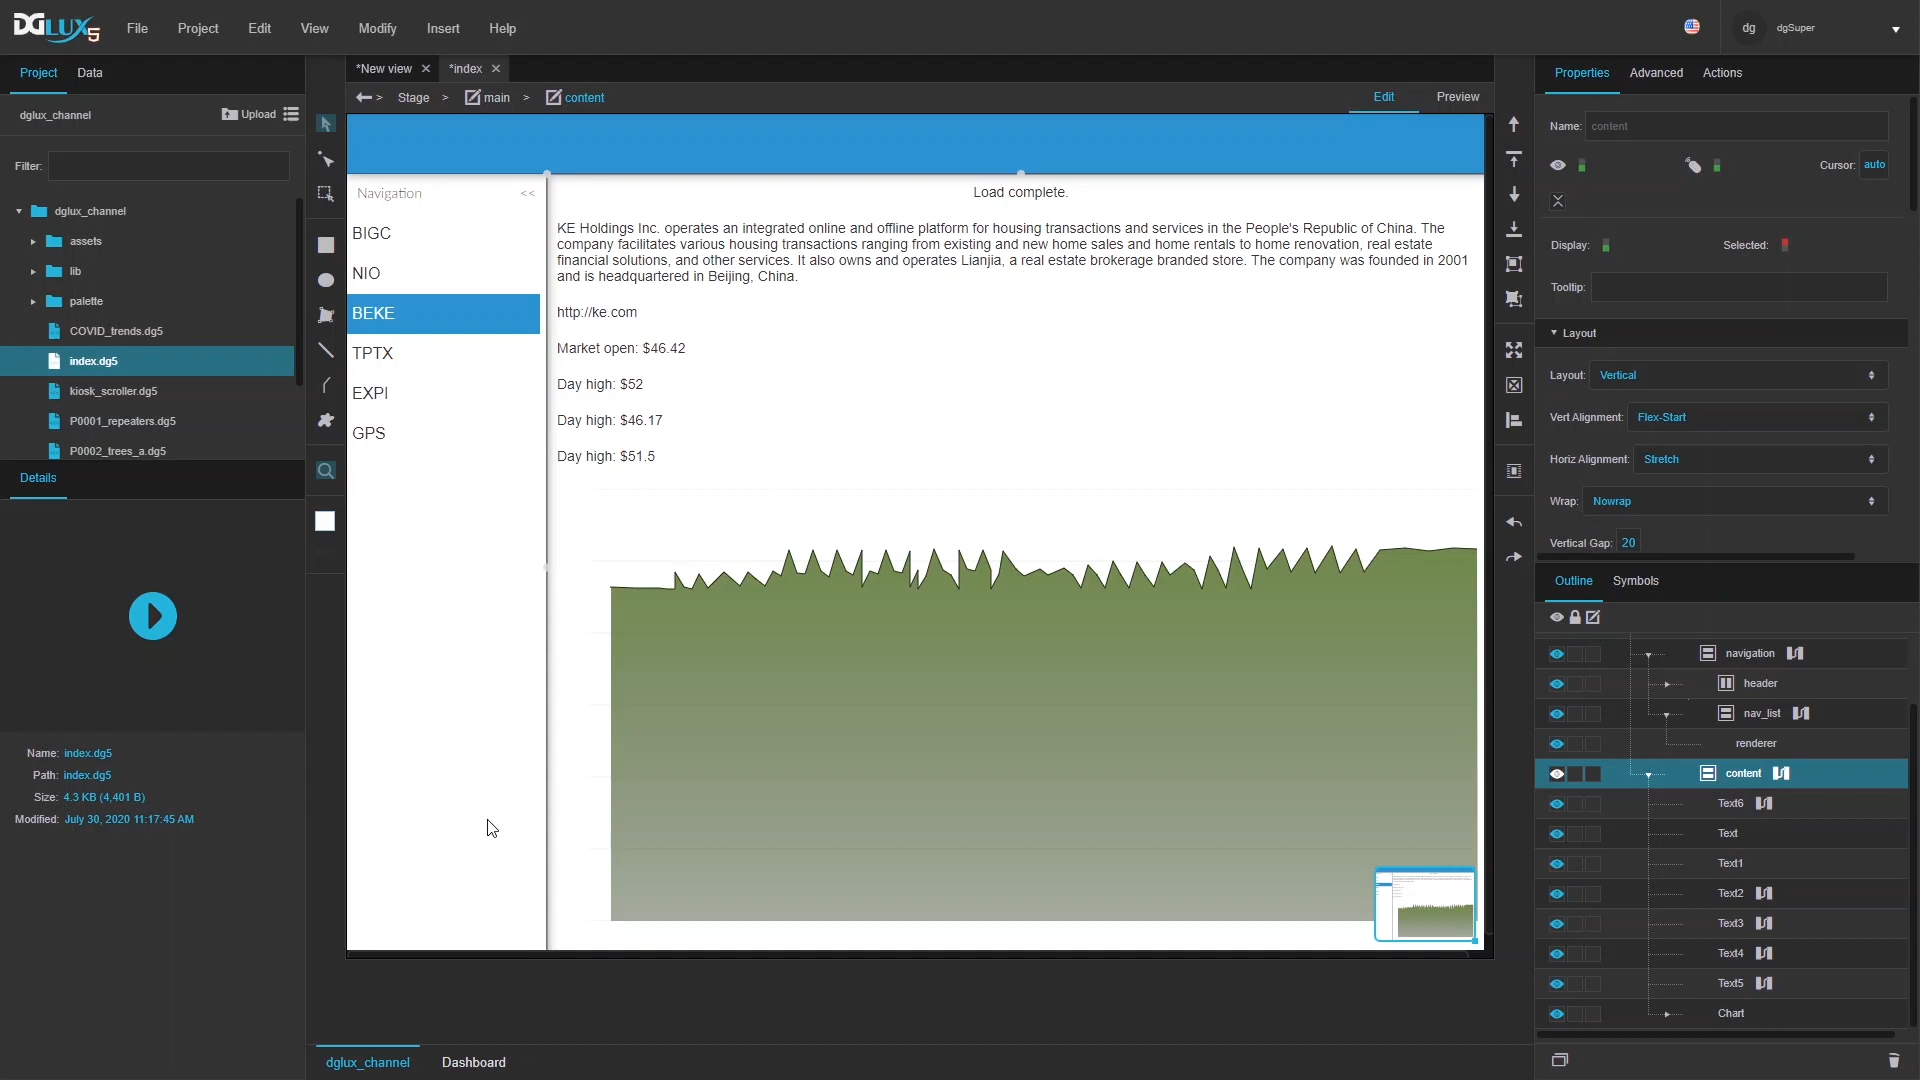 DGLUX5 File Project Edit View Modify Insert Help dg dgSuper
Project Data
dglux_channel Upload
Filter:
dglux_channel
assets
lib
palette
COVID_trends.dg5
index.dg5
kiosk_scroller.dg5
P0001_repeaters.dg5
P0002_trees_a.dg5
Details
Name: index.dg5
Path: index.dg5
Size: 4.3 KB (4,401 B)
Modified: July 30, 2020 11:17:45 AM
*New view *index
Stage > main > content Edit Preview
Navigation <<
BIGC
NIO
BEKE
TPTX
EXPI
GPS
Load complete.
KE Holdings Inc. operates an integrated online and offline platform for housing transactions and services in the People's Republic of China. The
company facilitates various housing transactions ranging from existing and new home sales and home rentals to home renovation, real estate
financial solutions, and other services. It also owns and operates Lianjia, a real estate brokerage branded store. The company was founded in 2001
and is headquartered in Beijing, China.
http://ke.com
Market open: $46.42
Day high: $52
Day high: $46.17
Day high: $51.5
dglux_channel Dashboard
Properties Advanced Actions
Name: content
Cursor: auto
Display: Selected:
Tooltip:
Layout
Layout: Vertical
Vert Alignment: Flex-Start
Horiz Alignment: Stretch
Wrap: Nowrap
Vertical Gap: 20
Outline Symbols
navigation
header
nav_list
renderer
content
Text6
Text
Text1
Text2
Text3
Text4
Text5
Chart